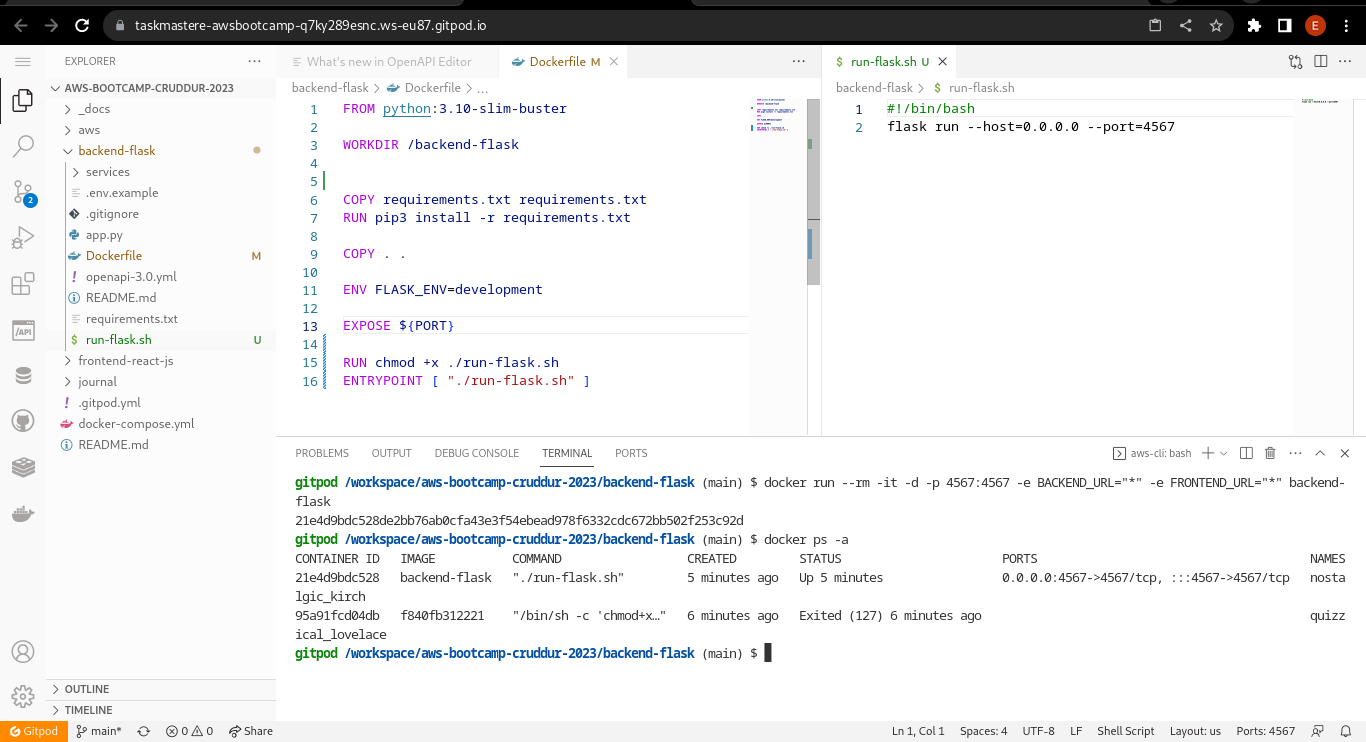 taskmastere-awsbootcamp-q7ky289esnc.ws-eu87.gitpod.io
E
EXPLORER
What's new in OpenAPI Editor
Dockerfile M
run-flask.sh U
AWS-BOOTCAMP-CRUDDUR-2023
_docs
aws
backend-flask
services
.env.example
.gitignore
app.py
Dockerfile M
openapi-3.0.yml
README.md
requirements.txt
$ run-flask.sh U
frontend-react-js
journal
! .gitpod.yml
docker-compose.yml
README.md
OUTLINE
TIMELINE
2
/API
backend-flask > Dockerfile > ...
1 FROM python:3.10-slim-buster
2
3 WORKDIR /backend-flask
4
5
6 COPY requirements.txt requirements.txt
7 RUN pip3 install -r requirements.txt
8
9 COPY . .
10
11 ENV FLASK_ENV=development
12
13 EXPOSE ${PORT}
14
15 RUN chmod +x ./run-flask.sh
16 ENTRYPOINT [ "./run-flask.sh" ]
backend-flask > $ run-flask.sh
1 #!/bin/bash
2 flask run --host=0.0.0.0 --port=4567
PROBLEMS OUTPUT DEBUG CONSOLE TERMINAL PORTS
aws-cli: bash
gitpod /workspace/aws-bootcamp-cruddur-2023/backend-flask (main) $ docker run --rm -it -d -p 4567:4567 -e BACKEND_URL="*" -e FRONTEND_URL="*" backend-
flask
21e4d9bdc528de2bb76ab0cfa43e3f54ebead978f6332cdc672bb502f253c92d
gitpod /workspace/aws-bootcamp-cruddur-2023/backend-flask (main) $ docker ps -a
CONTAINER ID IMAGE COMMAND CREATED STATUS PORTS NAMES
21e4d9bdc528 backend-flask "./run-flask.sh" 5 minutes ago Up 5 minutes 0.0.0.0:4567->4567/tcp, :::4567->4567/tcp nosta
lgic_kirch
95a91fcd04db f840fb312221 "/bin/sh -c 'chmod+x…" 6 minutes ago Exited (127) 6 minutes ago quizz
ical_lovelace
gitpod /workspace/aws-bootcamp-cruddur-2023/backend-flask (main) $
Gitpod main* 0 0 Share Ln 1, Col 1 Spaces: 4 UTF-8 LF Shell Script Layout: us Ports: 4567